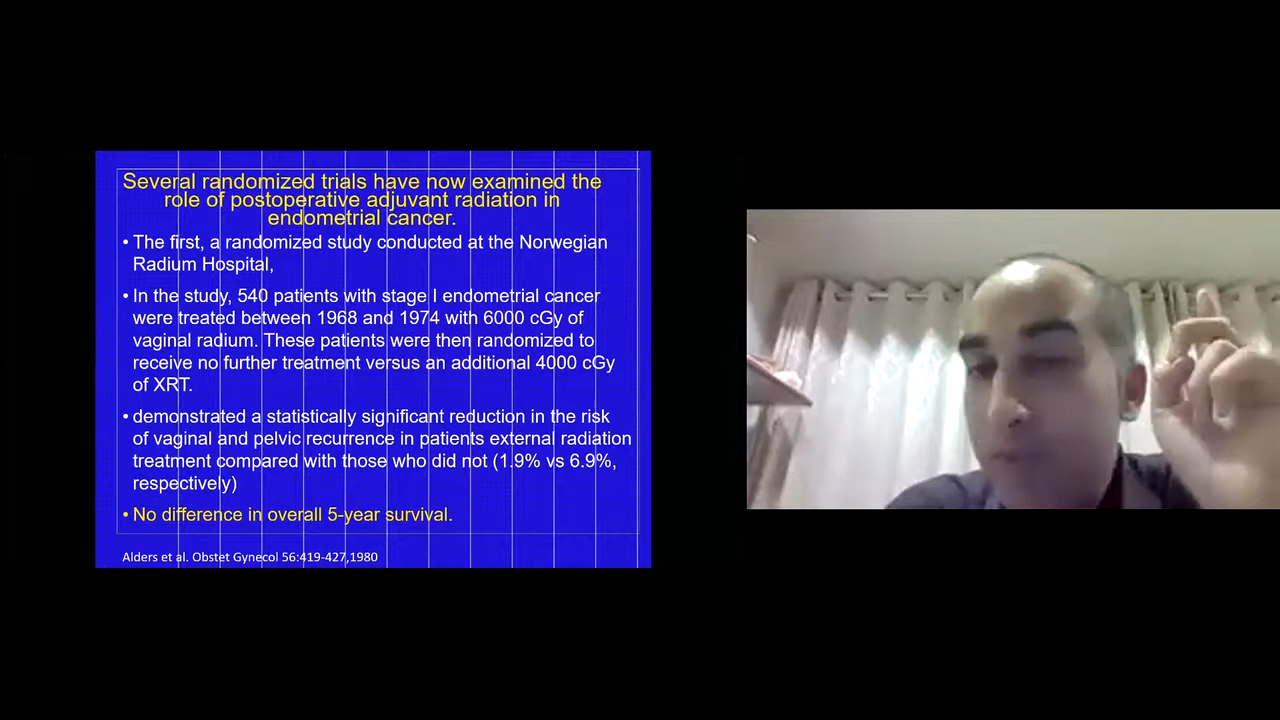 Several randomized trials have now examined the
role of postoperative adjuvant radiation in
endometrial cancer.
• The first, a randomized study conducted at the Norwegian
Radium Hospital,
• In the study, 540 patients with stage I endometrial cancer
were treated between 1968 and 1974 with 6000 cGy of
vaginal radium. These patients were then randomized to
receive no further treatment versus an additional 4000 cGy
of XRT.
• demonstrated a statistically significant reduction in the risk
of vaginal and pelvic recurrence in patients external radiation
treatment compared with those who did not (1.9% vs 6.9%,
respectively)
• No difference in overall 5-year survival.
Alders et al. Obstet Gynecol 56:419-427,1980